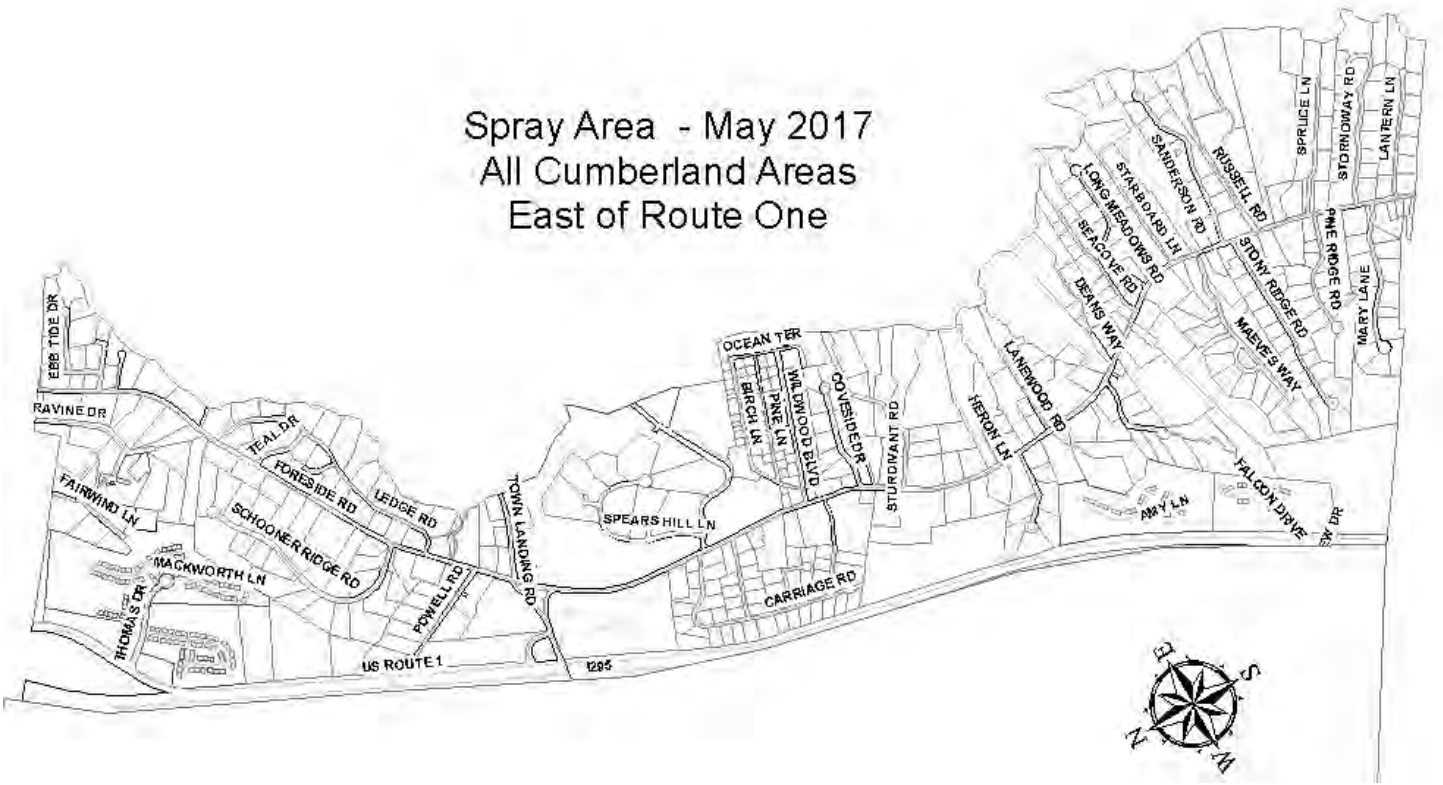 Spray Area - May 2017
All Cumberland Areas
East of Route One
EBB TIDE DR
RAVINE DR
TEAL DR
FORESIDE RD
LEDGE RD
FAIRWIND LN
SCHOONER RIDGE RD
MACKWORTH LN
THOMAS DR
POWELL RD
TOWN LANDING RD
US ROUTE 1
I295
SPEARS HILL LN
OCEAN TER
BIRCH LN
PINE LN
WILDWOOD BLVD
COVESIDE DR
STURDIVANT RD
CARRIAGE RD
HERON LN
LANEWOOD RD
DEANS WAY
SEACOVE RD
LONG MEADOWS RD
STARBOARD LN
SANDERSON RD
RUSSELL RD
SPRUCE LN
STORNOWAY RD
LANTERN LN
STONY RIDGE RD
MAEVE'S WAY
PINE RIDGE RD
MARY LANE
AMY LN
FALCON DRIVE
EW DR
E
S
N
W